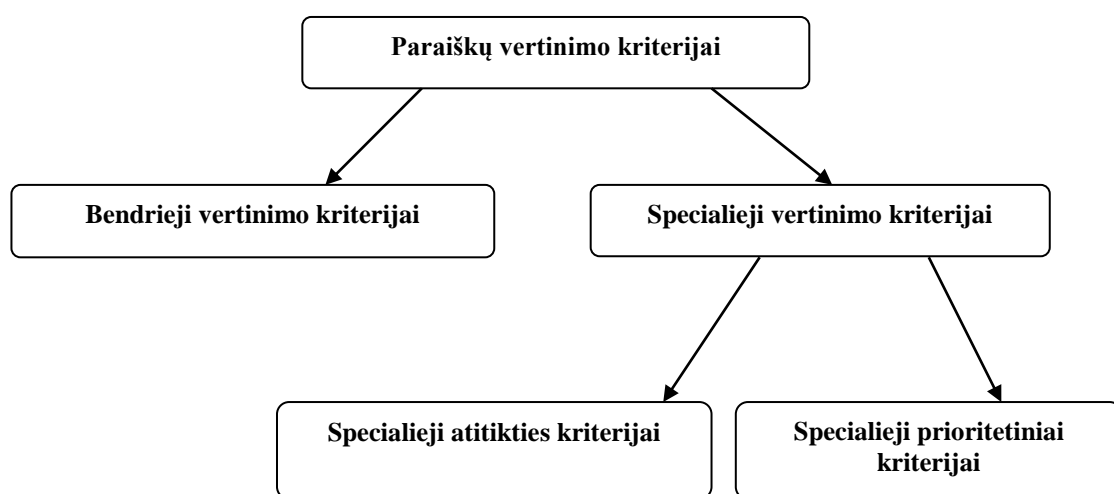 Paraiškų vertinimo kriterijai
Bendrieji vertinimo kriterijai
Specialieji vertinimo kriterijai
Specialieji atitikties kriterijai
Specialieji prioritetiniai
kriterijai